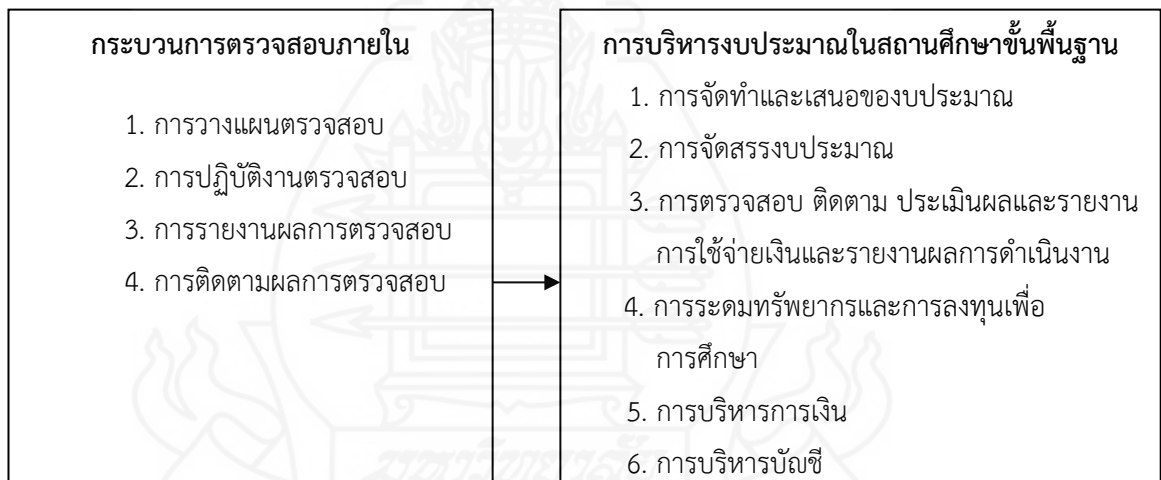 กระบวนการตรวจสอบภายใน
1. การวางแผนตรวจสอบ
2. การปฏิบัติงานตรวจสอบ
3. การรายงานผลการตรวจสอบ
4. การติดตามผลการตรวจสอบ
การบริหารงบประมาณในสถานศึกษาขั้นพื้นฐาน
1. การจัดทำและเสนอของบประมาณ
2. การจัดสรรงบประมาณ
3. การตรวจสอบ ติดตาม ประเมินผลและรายงาน
การใช้จ่ายเงินและรายงานผลการดำเนินงาน
4. การระดมทรัพยากรและการลงทุนเพื่อ
การศึกษา
5. การบริหารการเงิน
6. การบริหารบัญชี